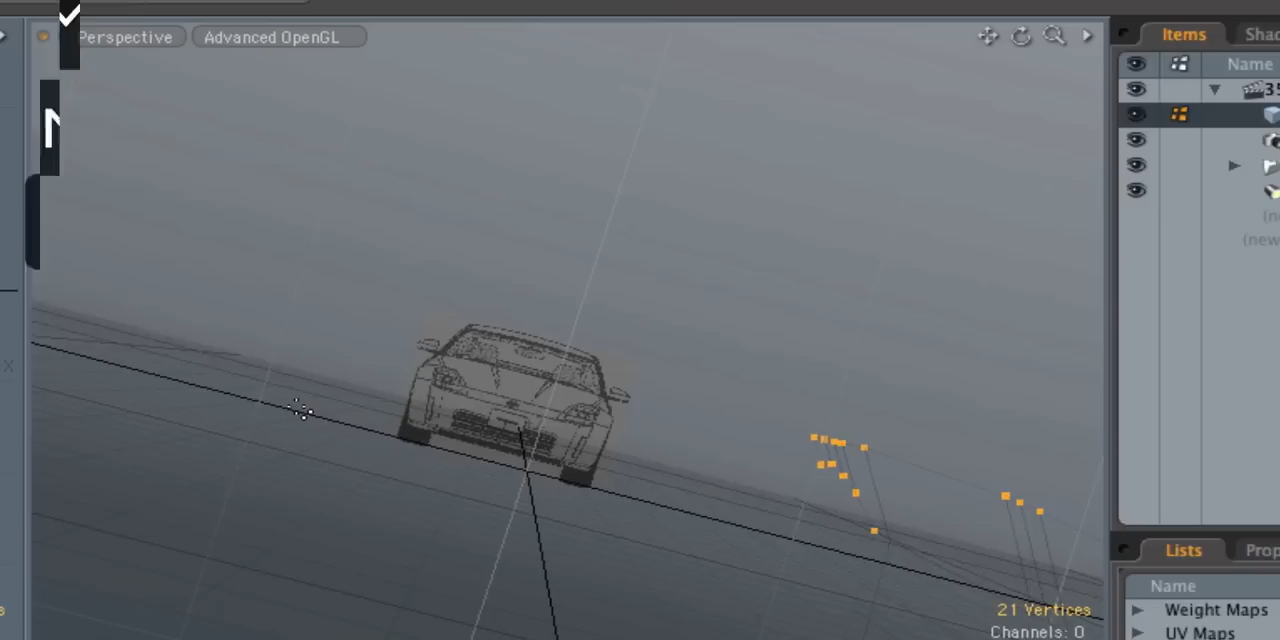 Perspective
Advanced OpenGL
Items
Name
Lists
Name
Weight Maps
UV Maps
21 Vertices
Channels: 0
X